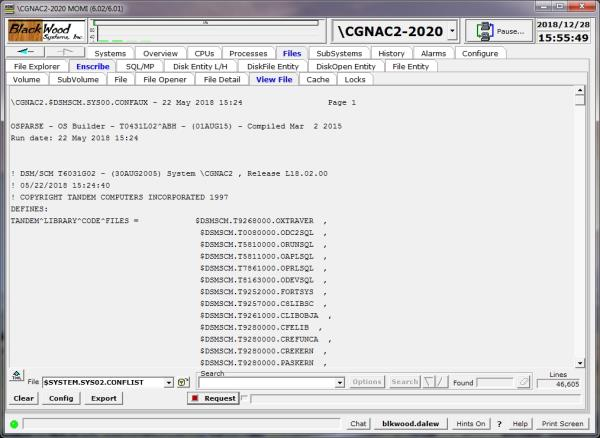 \CGNAC2-2020 MOMI (6.02/6.01)
BlackWood
Systems, Inc.
\CGNAC2-2020
Pause...
2018/12/28
15:55:49
Systems Overview CPUs Processes Files SubSystems History Alarms Configure
File Explorer Enscribe SQL/MP Disk Entity L/H DiskFile Entity DiskOpen Entity File Entity
Volume SubVolume File File Opener File Detail View File Cache Locks
\CGNAC2.$DSMSCM.SYS00.CONFAUX - 22 May 2018 15:24 Page 1
OSPARSE - OS Builder - T0431L02^ABH - (01AUG15) - Compiled Mar 2 2015
Run date: 22 May 2018 15:24
! DSM/SCM T6031G02 - (30AUG2005) System \CGNAC2 , Release L18.02.00
! 05/22/2018 15:24:40
! COPYRIGHT TANDEM COMPUTERS INCORPORATED 1997
DEFINES:
TANDEM^LIBRARY^CODE^FILES = $DSMSCM.T9268000.OXTRAVER ,
$DSMSCM.T0080000.ODC2SQL ,
$DSMSCM.T5810000.ORUNSQL ,
$DSMSCM.T5811000.OAPLSQL ,
$DSMSCM.T7861000.OPRLSQL ,
$DSMSCM.T8163000.ODEVSQL ,
$DSMSCM.T9252000.FORTSYS ,
$DSMSCM.T9257000.C8LIBSC ,
$DSMSCM.T9261000.CLIBOBJA ,
$DSMSCM.T9280000.CFELIB ,
$DSMSCM.T9280000.CREFUNCA ,
$DSMSCM.T9280000.CREKERN ,
$DSMSCM.T9280000.PASKERN ,
File $SYSTEM.SYS02.CONFLIST Search Options Search Found Lines
46,605
Clear Config Export Request
Chat blkwood.dalew Hints On ? Help Print Screen